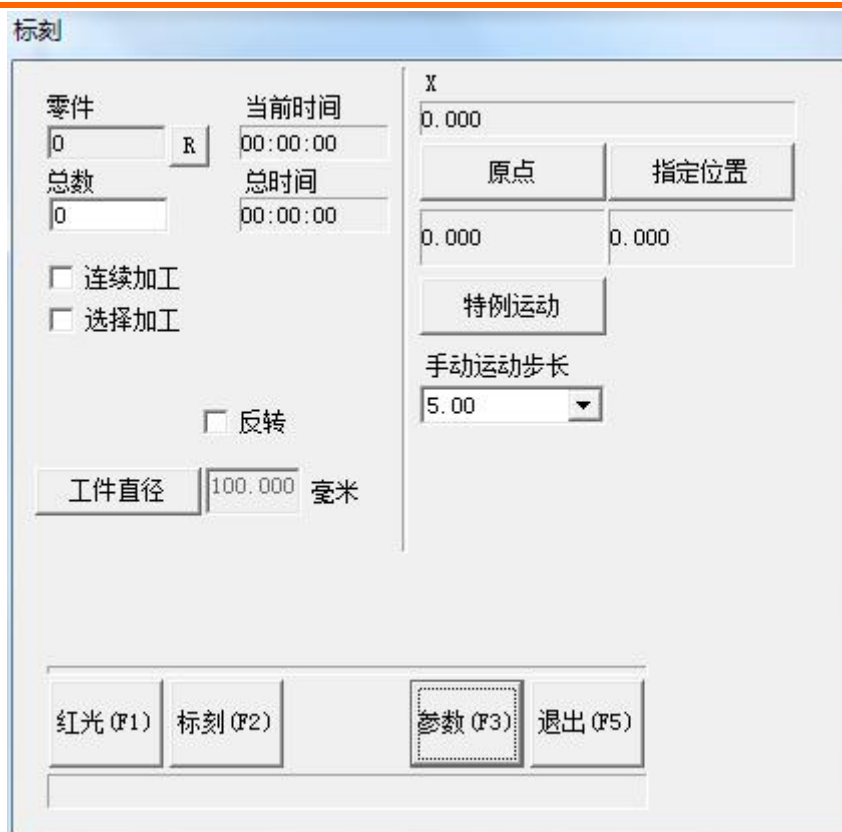 标刻
零件
当前时间
0
R
00:00:00
总数
总时间
0
00:00:00
连续加工
选择加工
反转
工件直径
100.000
毫米
X
0.000
原点
指定位置
0.000
0.000
特例运动
手动运动步长
5.00
红光(F1)
标刻(F2)
参数(F3)
退出(F5)